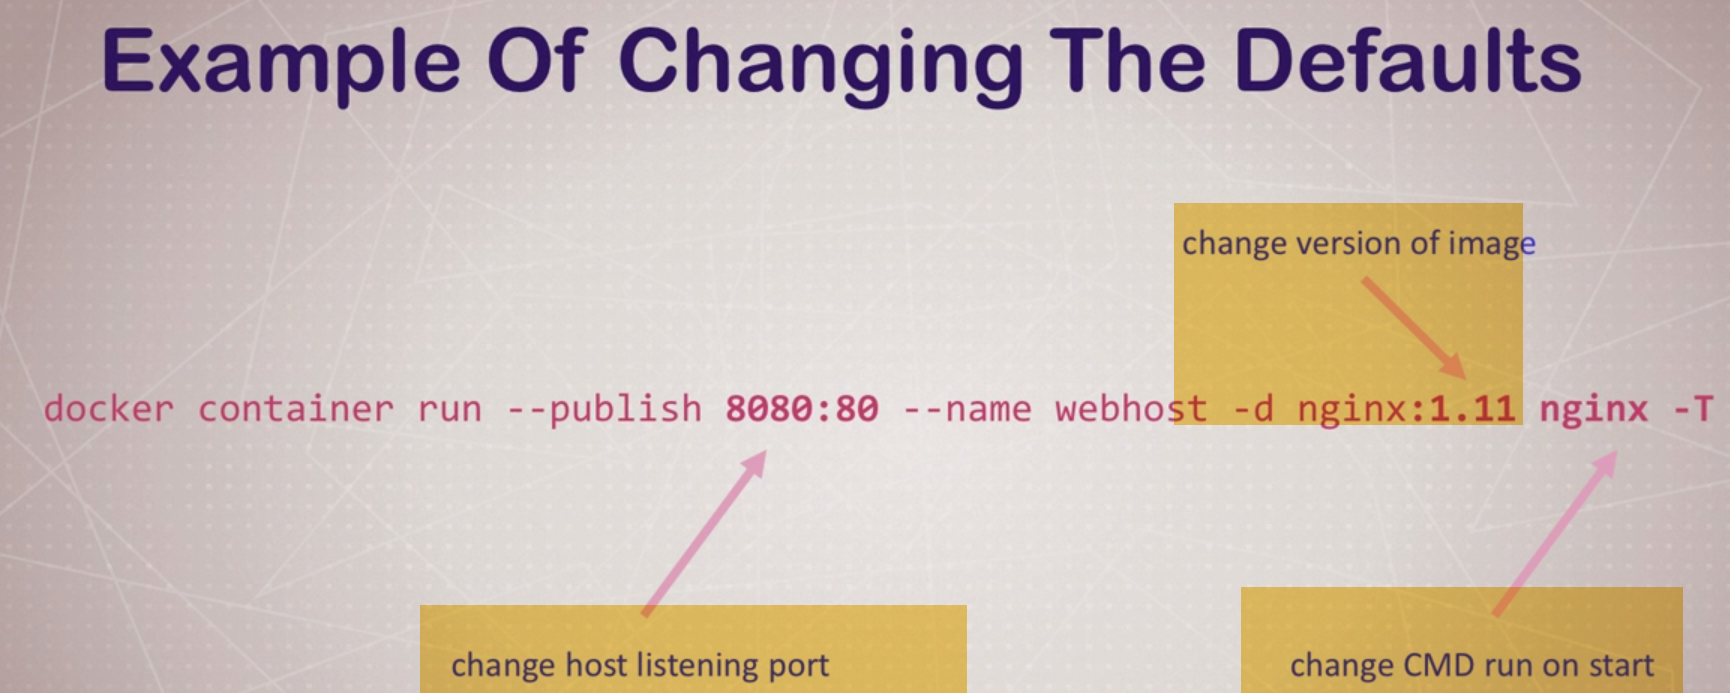 Example Of Changing The Defaults
change version of image
docker container run --publish 8080:80 --name webhost -d nginx:1.11 nginx -T
change host listening port
change CMD run on start